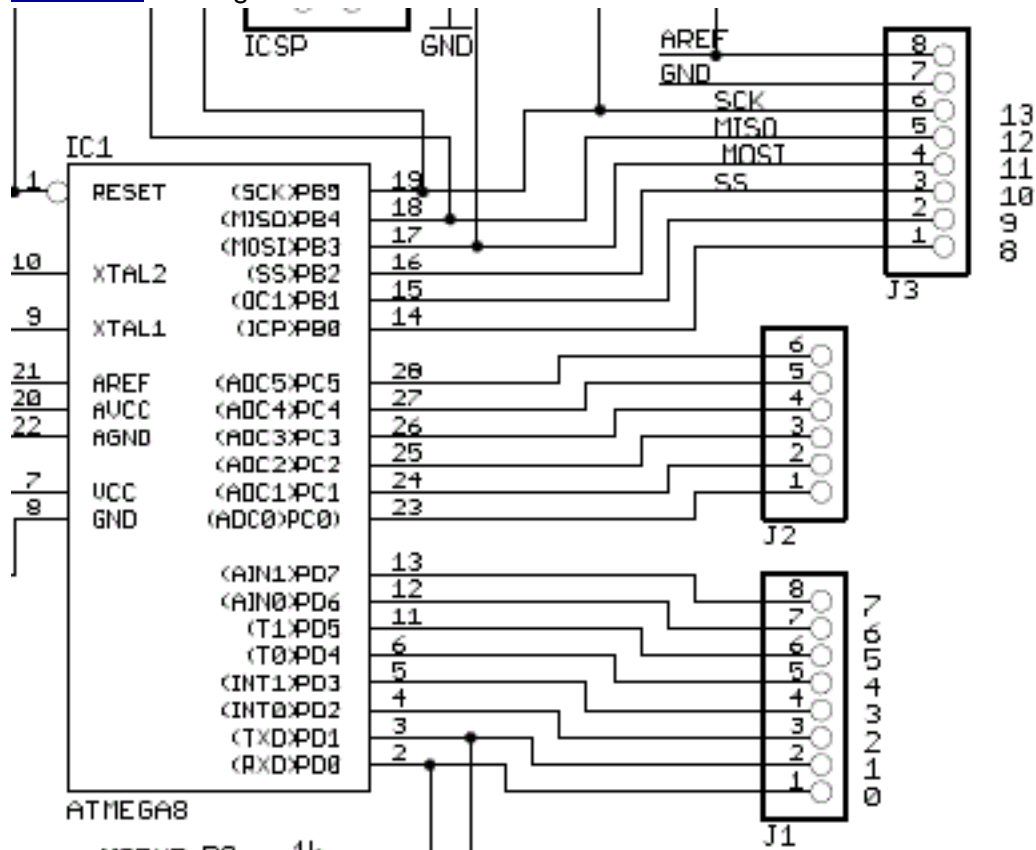 ICSP
GND
AREF
GND
SCK
MISO
MOSI
SS
8
7
6
5
4
3
2
1
13
12
11
10
9
8
J3
IC1
1
RESET
10
XTAL2
9
XTAL1
21
AREF
20
AVCC
22
AGND
7
VCC
8
GND
(SCK)PB5
19
(MISO)PB4
18
(MOSI)PB3
17
(SS)PB2
16
(OC1)PB1
15
(ICP)PB0
14
(ADC5)PC5
28
(ADC4)PC4
27
(ADC3)PC3
26
(ADC2)PC2
25
(ADC1)PC1
24
(ADC0)PC0)
23
(AIN1)PD7
13
(AIN0)PD6
12
(T1)PD5
11
(T0)PD4
6
(INT1)PD3
5
(INT0)PD2
4
(TXD)PD1
3
(RXD)PD0
2
ATMEGA8
6
5
4
3
2
1
J2
8
7
6
5
4
3
2
1
7
6
5
4
3
2
1
0
J1